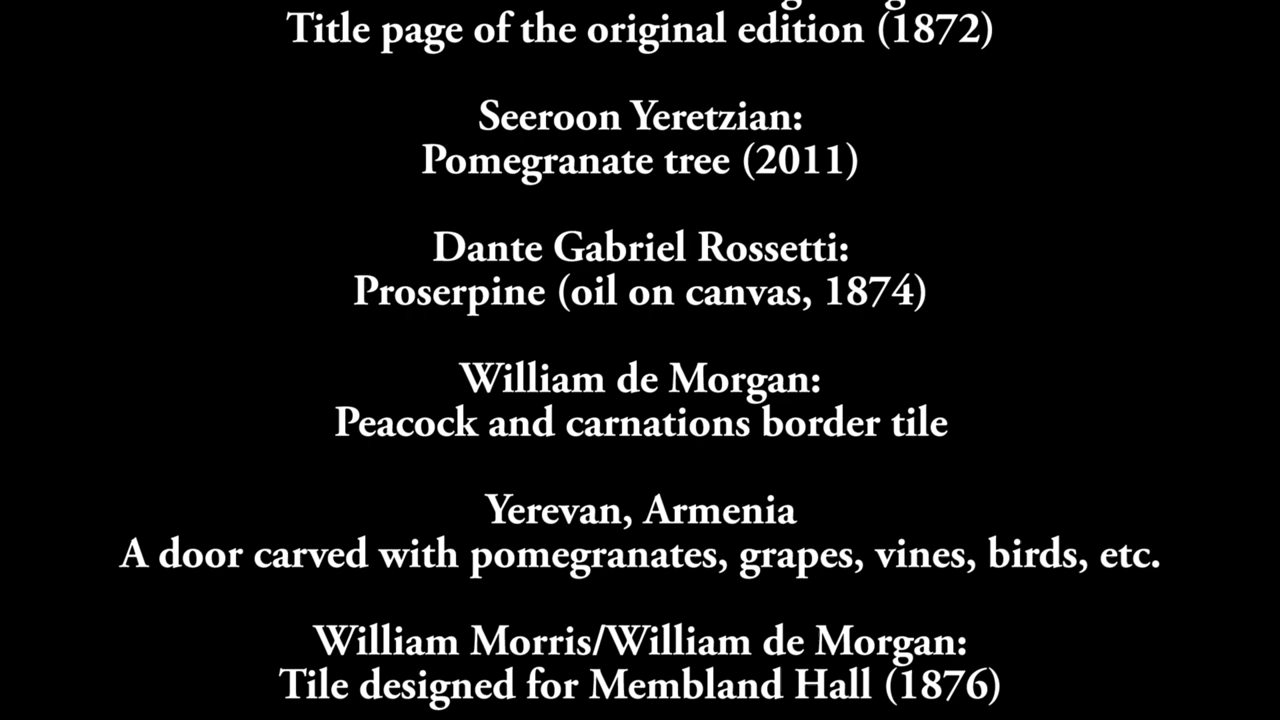 Title page of the original edition (1872)
Seeroon Yeretzian:
Pomegranate tree (2011)
Dante Gabriel Rossetti:
Proserpine (oil on canvas, 1874)
William de Morgan:
Peacock and carnations border tile
Yerevan, Armenia
A door carved with pomegranates, grapes, vines, birds, etc.
William Morris/William de Morgan:
Tile designed for Membland Hall (1876)